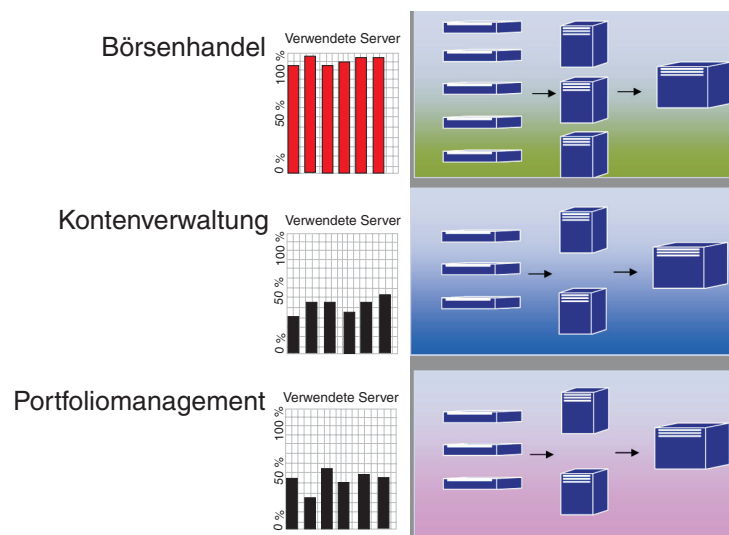 Börsenhandel
Verwendete Server
100 %
50 %
0 %
Kontenverwaltung
Verwendete Server
100 %
50 %
0 %
Portfoliomanagement
Verwendete Server
100 %
50 %
0 %